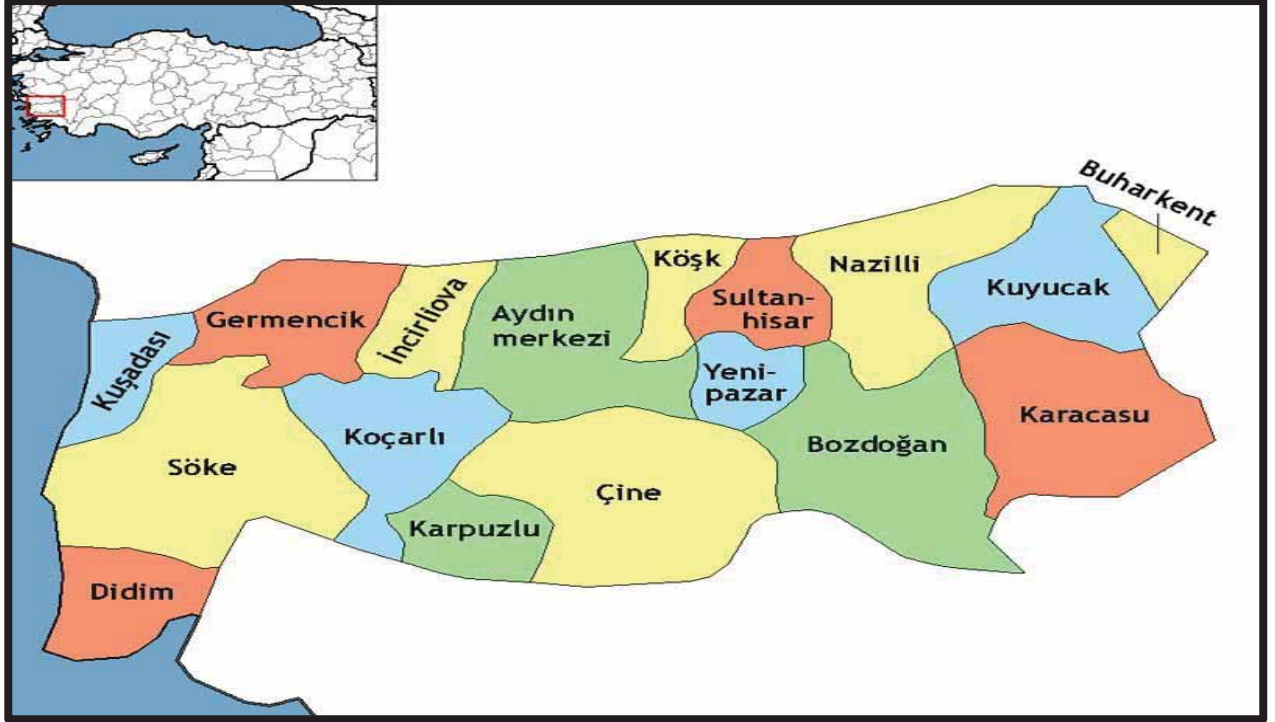 Buharkent
Köşk
Nazilli
Kuyucak
Sultan-
hisar
Germencik
İncirliova
Aydın
merkezi
Kuşadası
Yeni-
pazar
Karacasu
Koçarlı
Bozdoğan
Söke
Çine
Karpuzlu
Didim